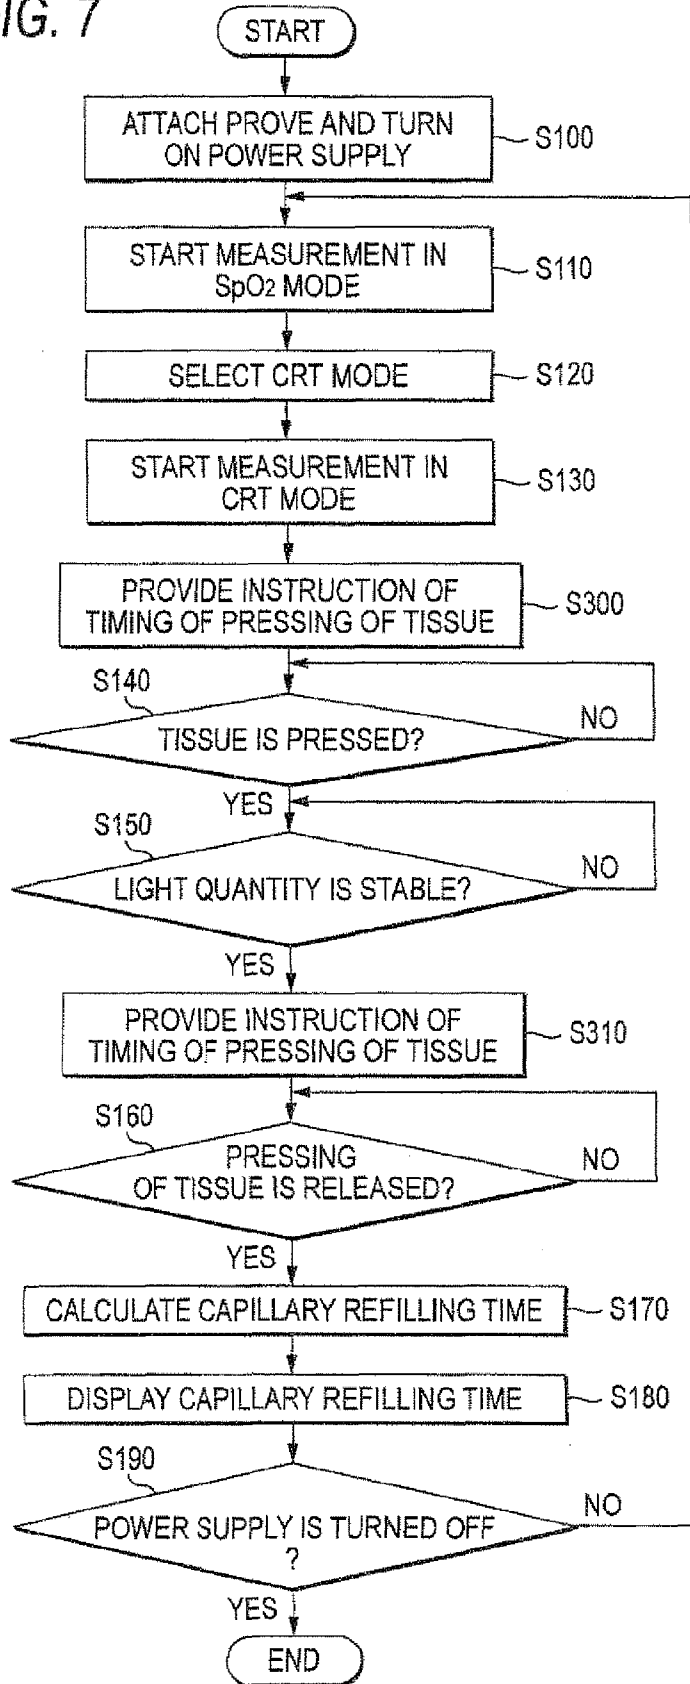 IG. 7
START
ATTACH PROVE AND TURN
ON POWER SUPPLY
S100
START MEASUREMENT IN
SpO2 MODE
S110
SELECT CRT MODE
S120
START MEASUREMENT IN
CRT MODE
S130
PROVIDE INSTRUCTION OF
TIMING OF PRESSING OF TISSUE
S300
S140
TISSUE IS PRESSED?
NO
YES
S150
LIGHT QUANTITY IS STABLE?
NO
YES
PROVIDE INSTRUCTION OF
TIMING OF PRESSING OF TISSUE
S310
S160
PRESSING
OF TISSUE IS RELEASED?
NO
YES
CALCULATE CAPILLARY REFILLING TIME
S170
DISPLAY CAPILLARY REFILLING TIME
S180
S190
POWER SUPPLY IS TURNED OFF
?
NO
YES
END